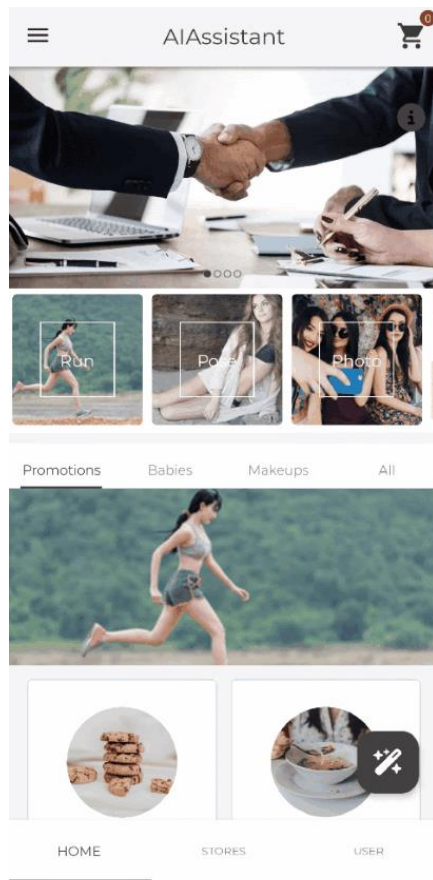 AIAssistant
0
i
Run
Pose
Photo
Promotions Babies Makeups All
HOME STORES USER